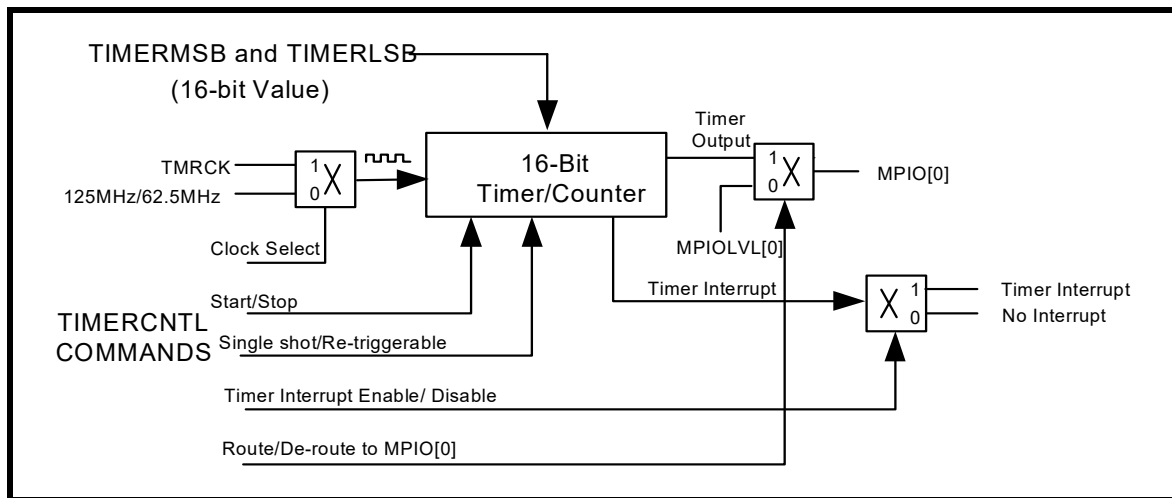 TIMERMSB and TIMERLSB
(16-bit Value)
TMRCK
125MHz/62.5MHz
1
0
X
Clock Select
16-Bit
Timer/Counter
Timer
Output
1
0
X
MPIO[0]
MPIOLVL[0]
Timer Interrupt
X
1
0
Timer Interrupt
No Interrupt
TIMERCNTL
COMMANDS
Start/Stop
Single shot/Re-triggerable
Timer Interrupt Enable/ Disable
Route/De-route to MPIO[0]